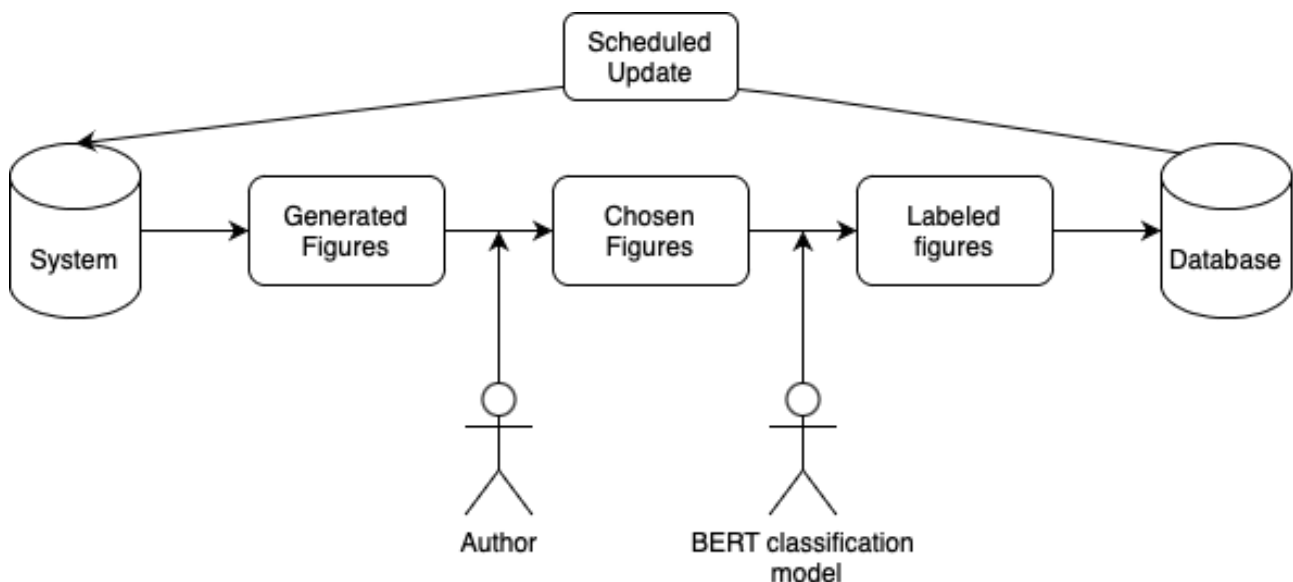 Scheduled
Update
System
Generated
Figures
Chosen
Figures
Labeled
figures
Database
Author
BERT classification
model